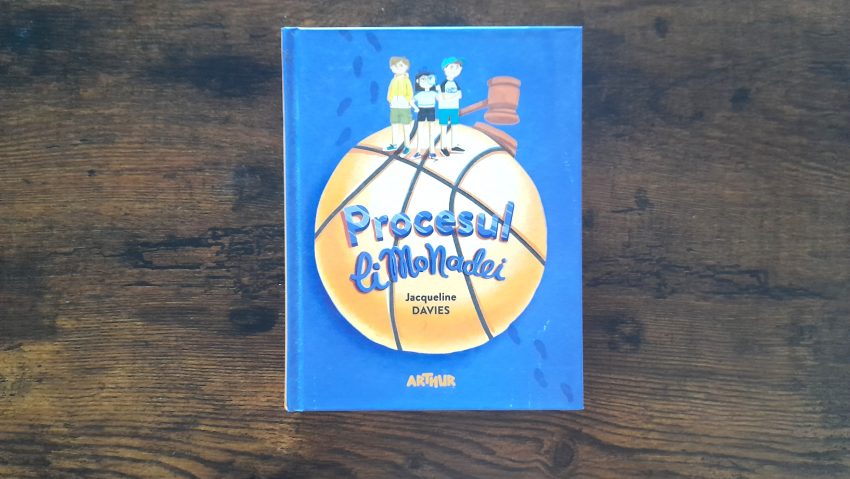 Procesul
liMoNadei
Jacqueline
DAVIES
ARTHUR